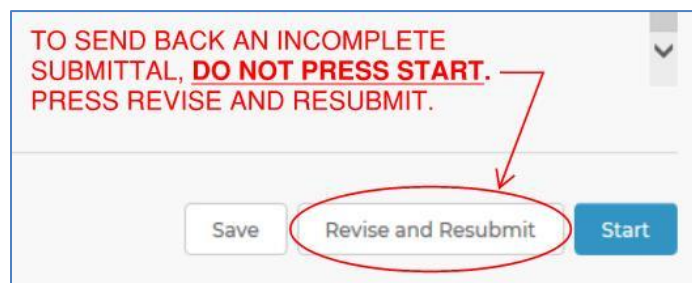 TO SEND BACK AN INCOMPLETE
SUBMITTAL, DO NOT PRESS START.
PRESS REVISE AND RESUBMIT.
Save Revise and Resubmit Start